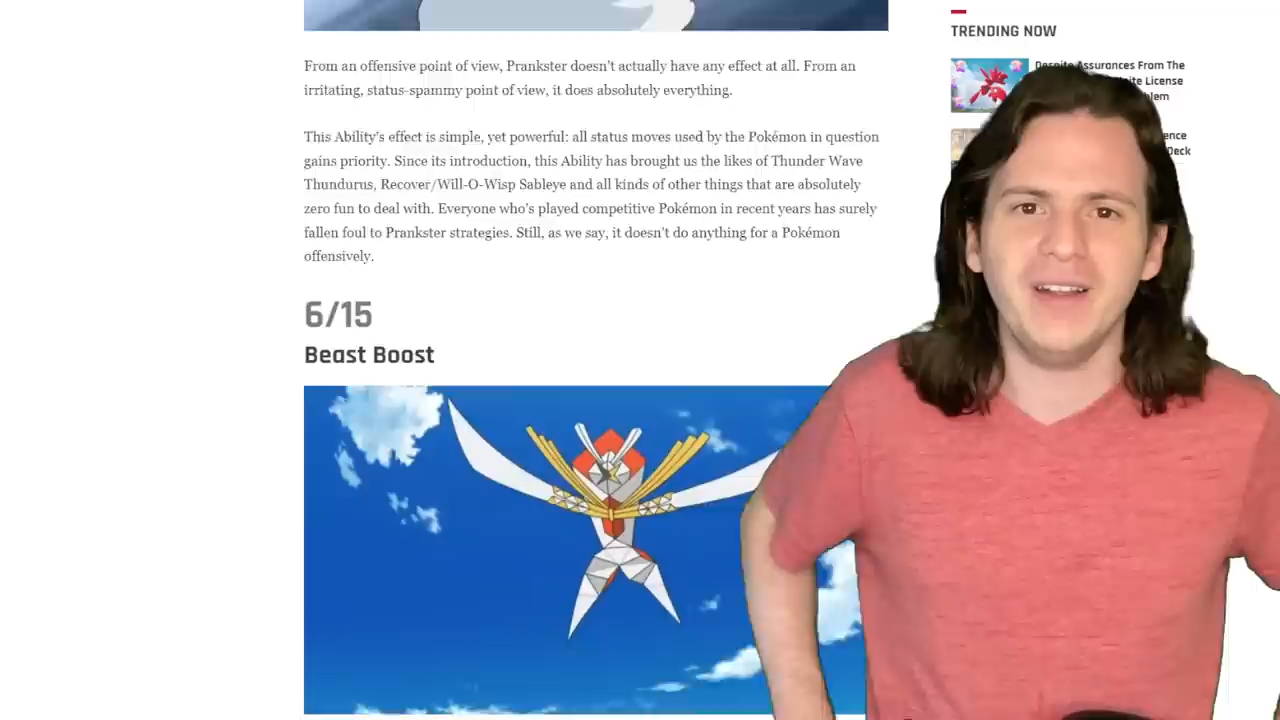 From an offensive point of view, Prankster doesn't actually have any effect at all. From an
irritating, status-spammy point of view, it does absolutely everything.
This Ability's effect is simple, yet powerful: all status moves used by the Pokémon in question
gains priority. Since its introduction, this Ability has brought us the likes of Thunder Wave
Thundurus, Recover/Will-O-Wisp Sableye and all kinds of other things that are absolutely
zero fun to deal with. Everyone who's played competitive Pokémon in recent years has surely
fallen foul to Prankster strategies. Still, as we say, it doesn't do anything for a Pokémon
offensively.
6/15
Beast Boost
TRENDING NOW
Despite Assurances From The
License
Deck